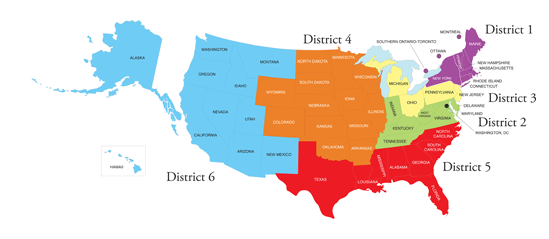 MONTREAL
District 1
District 4
SOUTHERN ONTARIO-TORONTO
OTTAWA
MAINE
ALASKA
WASHINGTON
MONTANA
NORTH DAKOTA
MINNESOTA
NEW HAMPSHIRE
MASSACHUSETTS
OREGON
IDAHO
WISCONSIN
NEW YORK
RHODE ISLAND
CONNECTICUT
SOUTH DAKOTA
MICHIGAN
WYOMING
PENNSYLVANIA
NEW JERSEY
District 3
IOWA
OHIO
NEBRASKA
DELAWARE
NEVADA
UTAH
ILLINOIS
INDIANA
WEST VIRGINIA
MARYLAND
District 2
COLORADO
KANSAS
MISSOURI
KENTUCKY
VIRGINIA
WASHINGTON, DC
CALIFORNIA
TENNESSEE
NORTH CAROLINA
ARIZONA
NEW MEXICO
OKLAHOMA
ARKANSAS
SOUTH CAROLINA
HAWAII
District 6
TEXAS
LOUISIANA
MISSISSIPPI
ALABAMA
GEORGIA
District 5
FLORIDA